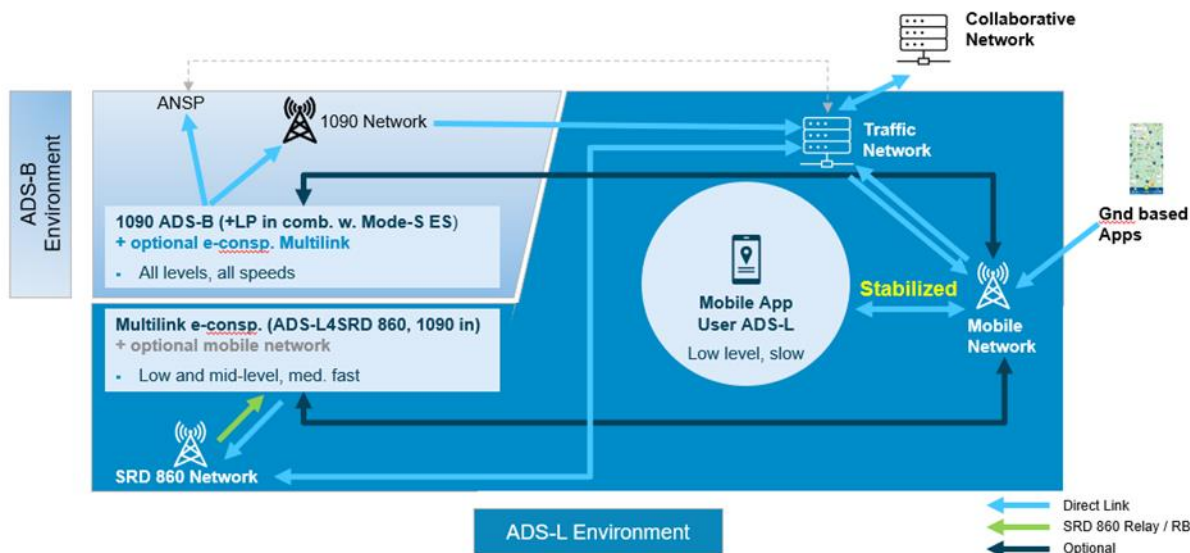 Collaborative
Network
ANSP
1090 Network
Traffic
Network
ADS-B
Environment
1090 ADS-B (+LP in comb. w. Mode-S ES)
+ optional e-consp. Multilink
▪ All levels, all speeds
Gnd based
Apps
Mobile App
User ADS-L
Low level, slow
Stabilized
Mobile
Network
Multilink e-consp. (ADS-L4SRD 860, 1090 in)
+ optional mobile network
▪ Low and mid-level, med. fast
SRD 860 Network
ADS-L Environment
Direct Link
SRD 860 Relay / RB
Optional